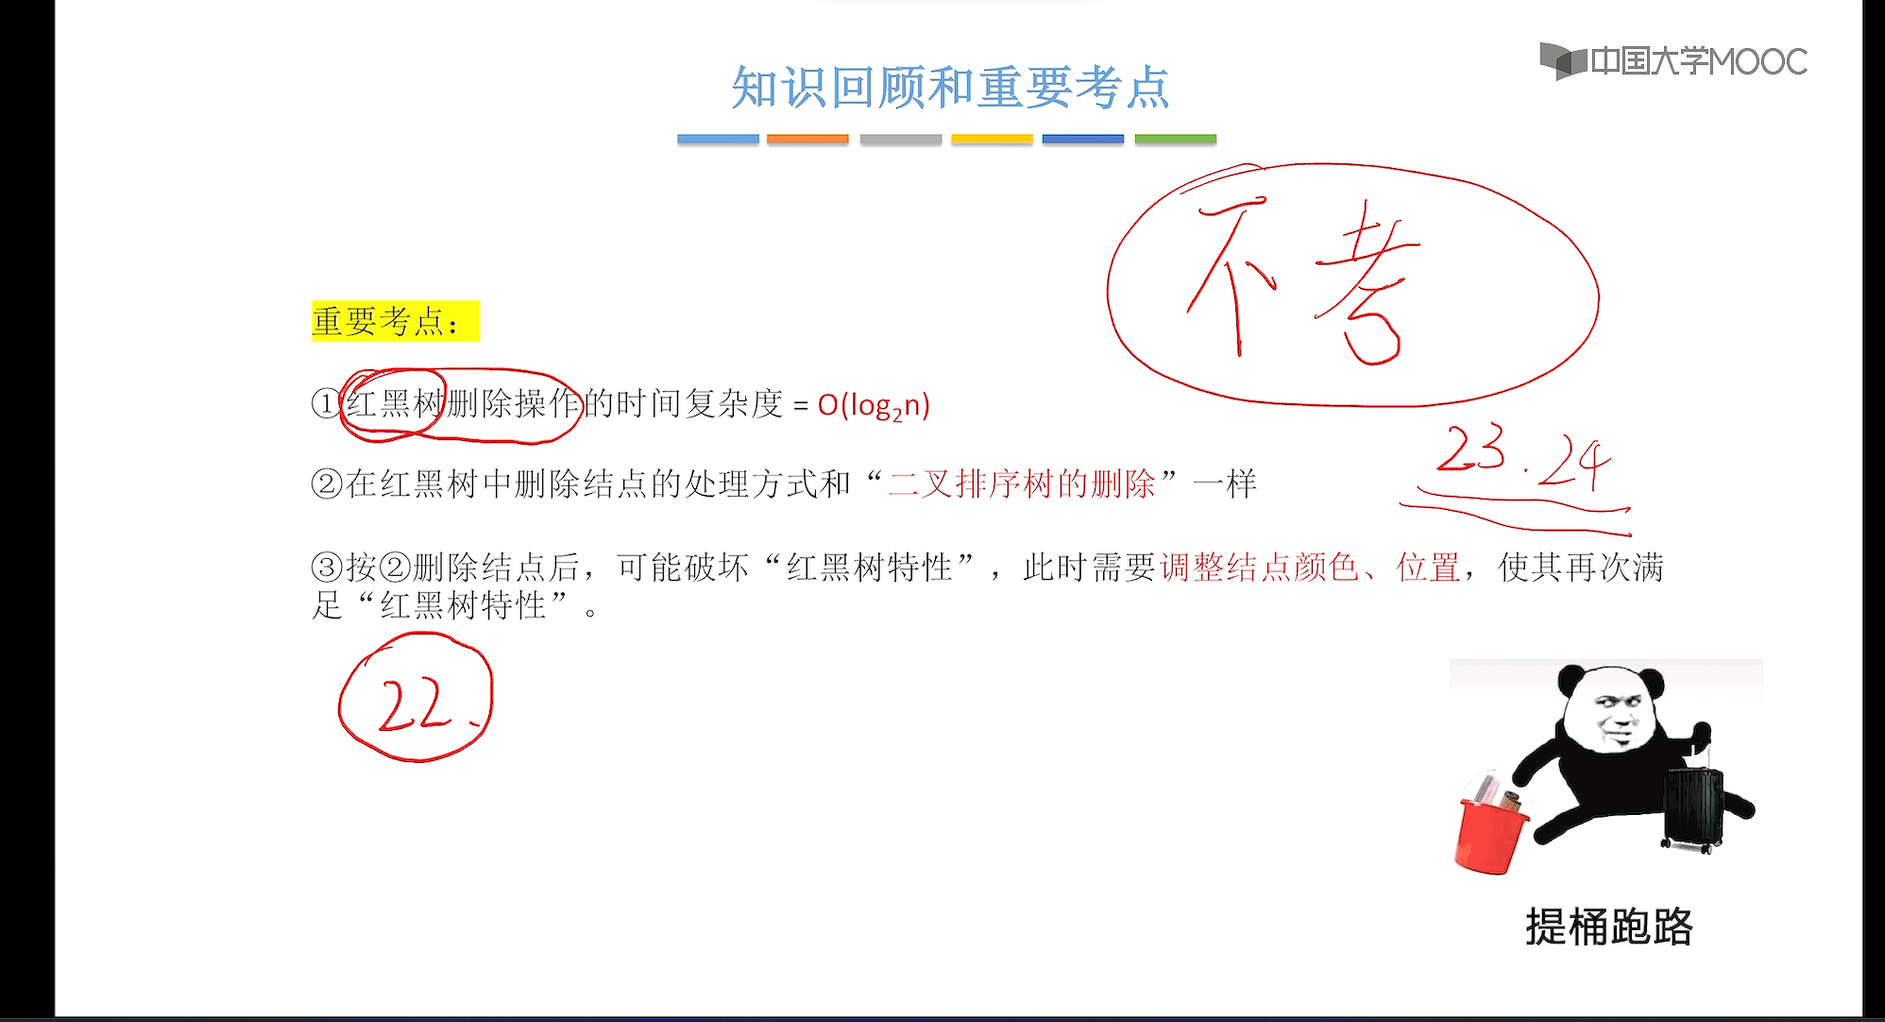 中国大学MOOC
知识回顾和重要考点
不考
重要考点：
①红黑树删除操作的时间复杂度 = O(log₂n)
23.24
②在红黑树中删除结点的处理方式和“二叉排序树的删除”一样
③按②删除结点后，可能破坏“红黑树特性”，此时需要调整结点颜色、位置，使其再次满
足“红黑树特性”。
22.
提桶跑路